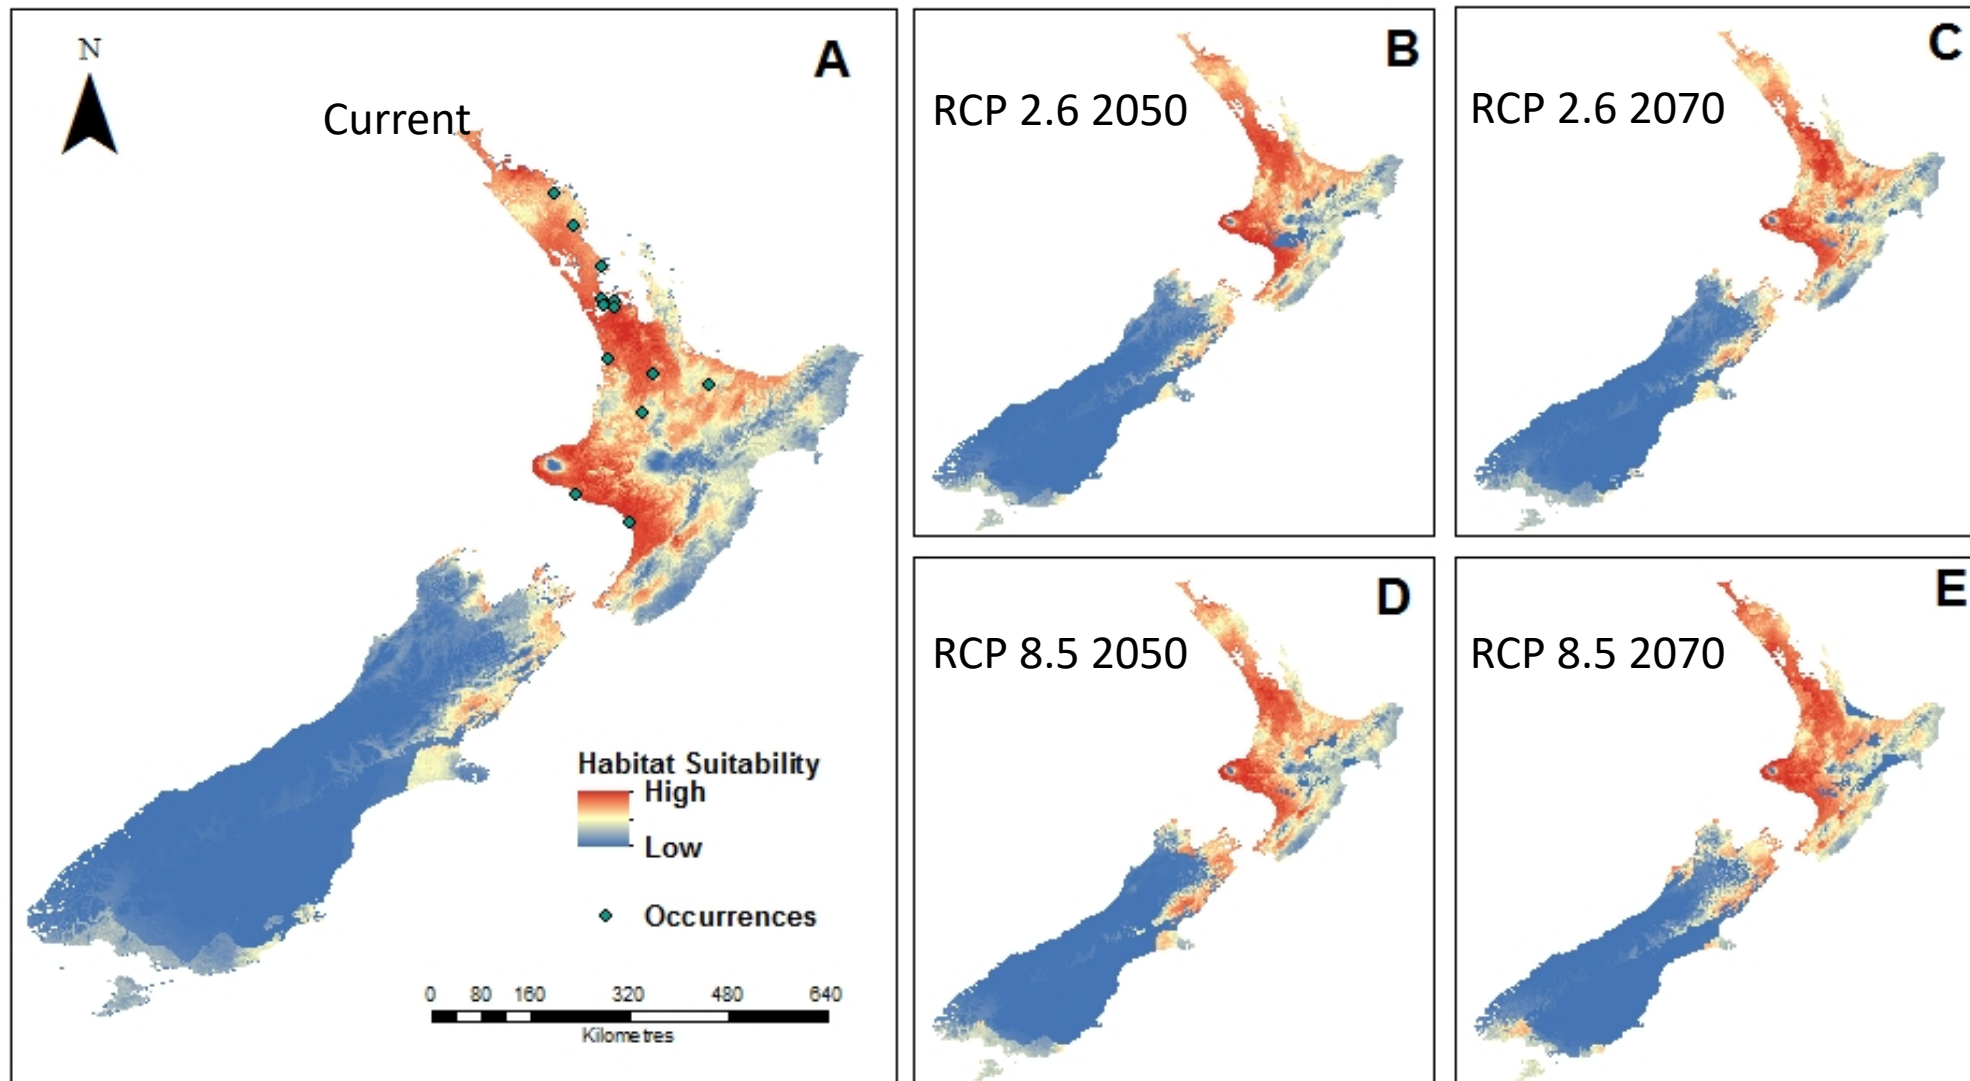 N
A
Current
Habitat Suitability
High
Low
Occurrences
0 80 160 320 480 640
Kilometres
B
RCP 2.6 2050
C
RCP 2.6 2070
D
RCP 8.5 2050
E
RCP 8.5 2070